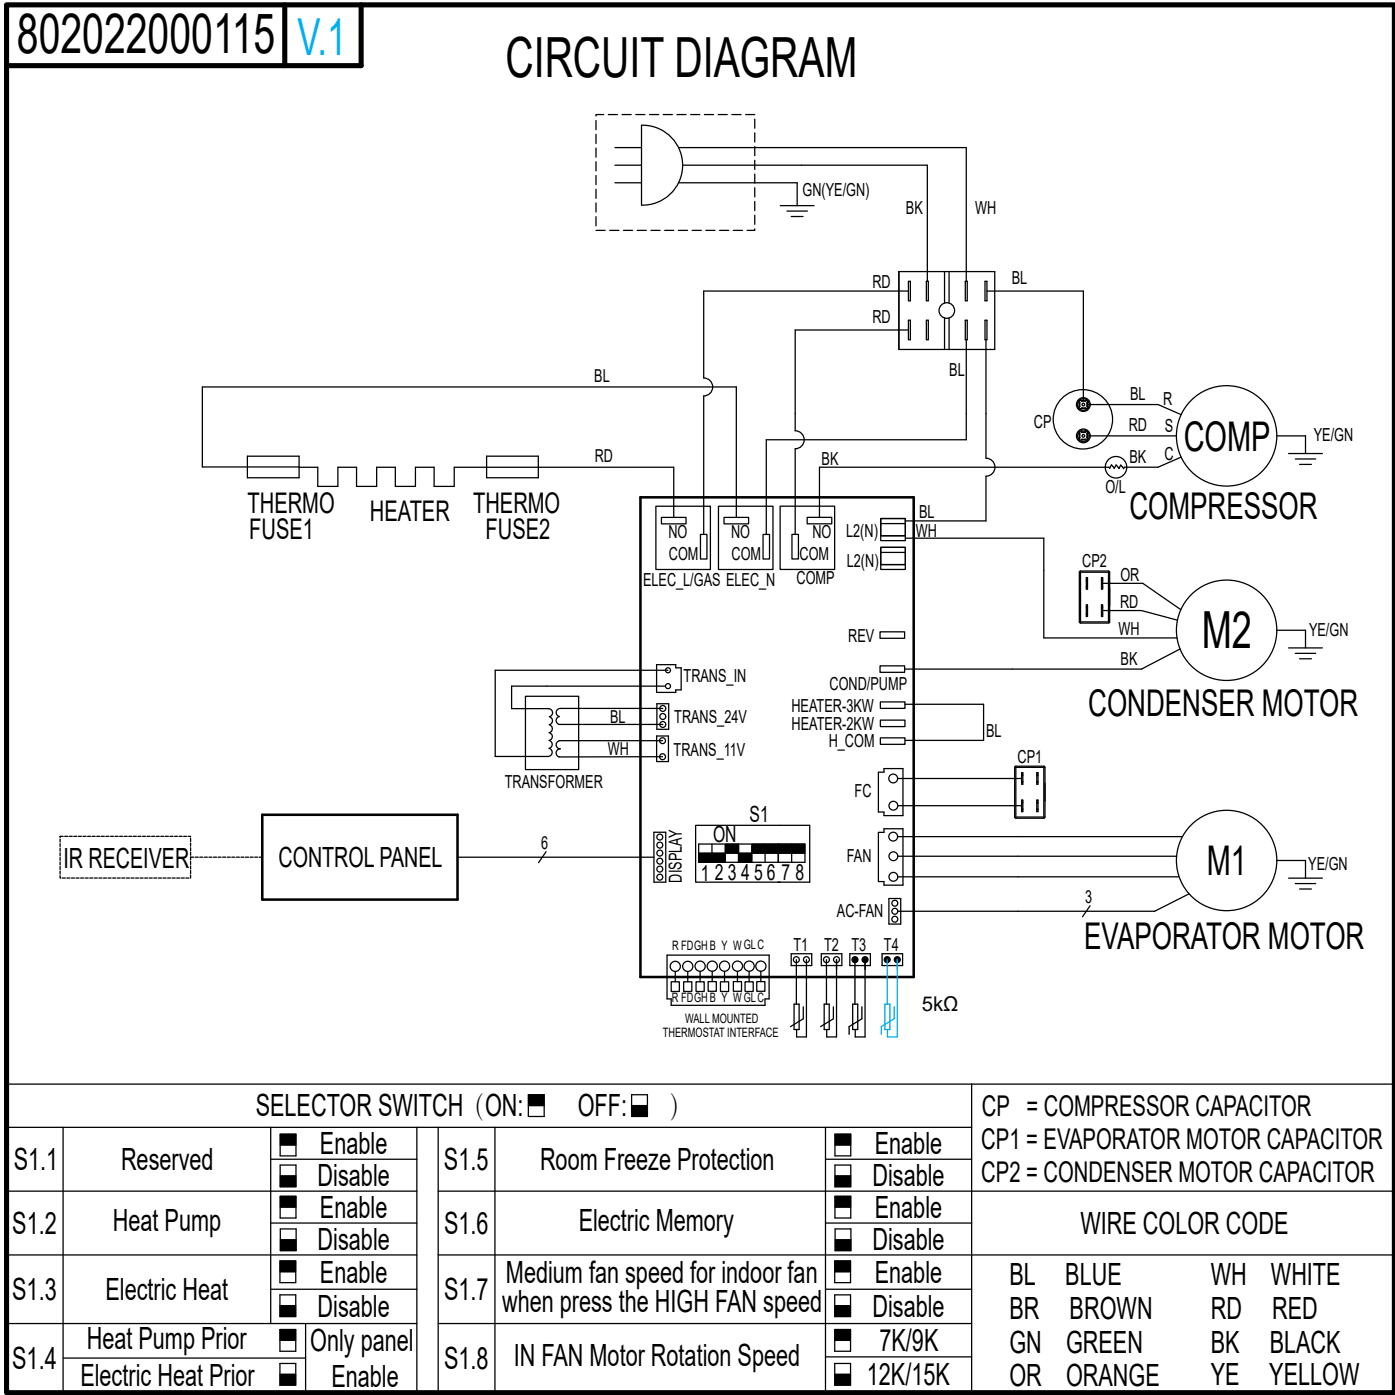 802022000115 V.1
CIRCUIT DIAGRAM
GN(YE/GN)
BK
WH
RD
BL
RD
BL
BL
CP
BL
R
RD
S
BK
C
O/L
COMP
YE/GN
COMPRESSOR
RD
BK
THERMO
FUSE1
HEATER
THERMO
FUSE2
NO
COM
ELEC_L/GAS
NO
COM
ELEC_N
NO
COM
COMP
L2(N)
L2(N)
BL
WH
CP2
OR
RD
WH
BK
M2
YE/GN
CONDENSER MOTOR
REV
COND/PUMP
HEATER-3KW
HEATER-2KW
H_COM
BL
TRANS_IN
BL
TRANS_24V
WH
TRANS_11V
TRANSFORMER
FC
CP1
FAN
AC-FAN
3
M1
YE/GN
EVAPORATOR MOTOR
IR RECEIVER
CONTROL PANEL
6
DISPLAY
S1
ON
1 2 3 4 5 6 7 8
R FD GH B Y W GL C
R FD GH B Y W GL C
WALL MOUNTED
THERMOSTAT INTERFACE
T1 T2 T3 T4
5kΩ
SELECTOR SWITCH (ON: OFF: )
S1.1 Reserved Enable
Disable
S1.2 Heat Pump Enable
Disable
S1.3 Electric Heat Enable
Disable
S1.4 Heat Pump Prior Only panel
Electric Heat Prior Enable
S1.5 Room Freeze Protection Enable
Disable
S1.6 Electric Memory Enable
Disable
S1.7 Medium fan speed for indoor fan Enable
when press the HIGH FAN speed Disable
S1.8 IN FAN Motor Rotation Speed 7K/9K
12K/15K
CP = COMPRESSOR CAPACITOR
CP1 = EVAPORATOR MOTOR CAPACITOR
CP2 = CONDENSER MOTOR CAPACITOR
WIRE COLOR CODE
BL BLUE WH WHITE
BR BROWN RD RED
GN GREEN BK BLACK
OR ORANGE YE YELLOW